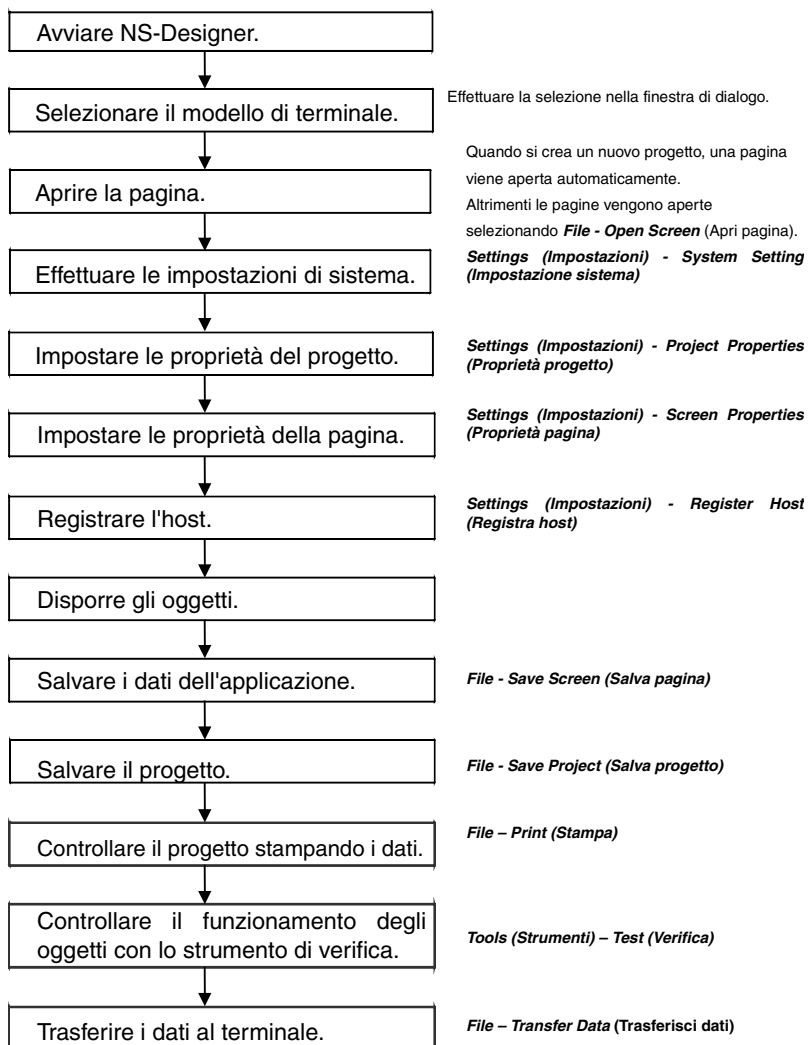 Avviare NS-Designer.
Selezionare il modello di terminale.
Effettuare la selezione nella finestra di dialogo.
Aprire la pagina.
Quando si crea un nuovo progetto, una pagina
viene aperta automaticamente.
Altrimenti le pagine vengono aperte
selezionando File - Open Screen (Apri pagina).
Effettuare le impostazioni di sistema.
Settings (Impostazioni) - System Setting
(Impostazione sistema)
Impostare le proprietà del progetto.
Settings (Impostazioni) - Project Properties
(Proprietà progetto)
Impostare le proprietà della pagina.
Settings (Impostazioni) - Screen Properties
(Proprietà pagina)
Registrare l'host.
Settings (Impostazioni) - Register Host
(Registra host)
Disporre gli oggetti.
Salvare i dati dell'applicazione.
File - Save Screen (Salva pagina)
Salvare il progetto.
File - Save Project (Salva progetto)
Controllare il progetto stampando i dati.
File – Print (Stampa)
Controllare il funzionamento degli
oggetti con lo strumento di verifica.
Tools (Strumenti) – Test (Verifica)
Trasferire i dati al terminale.
File – Transfer Data (Trasferisci dati)